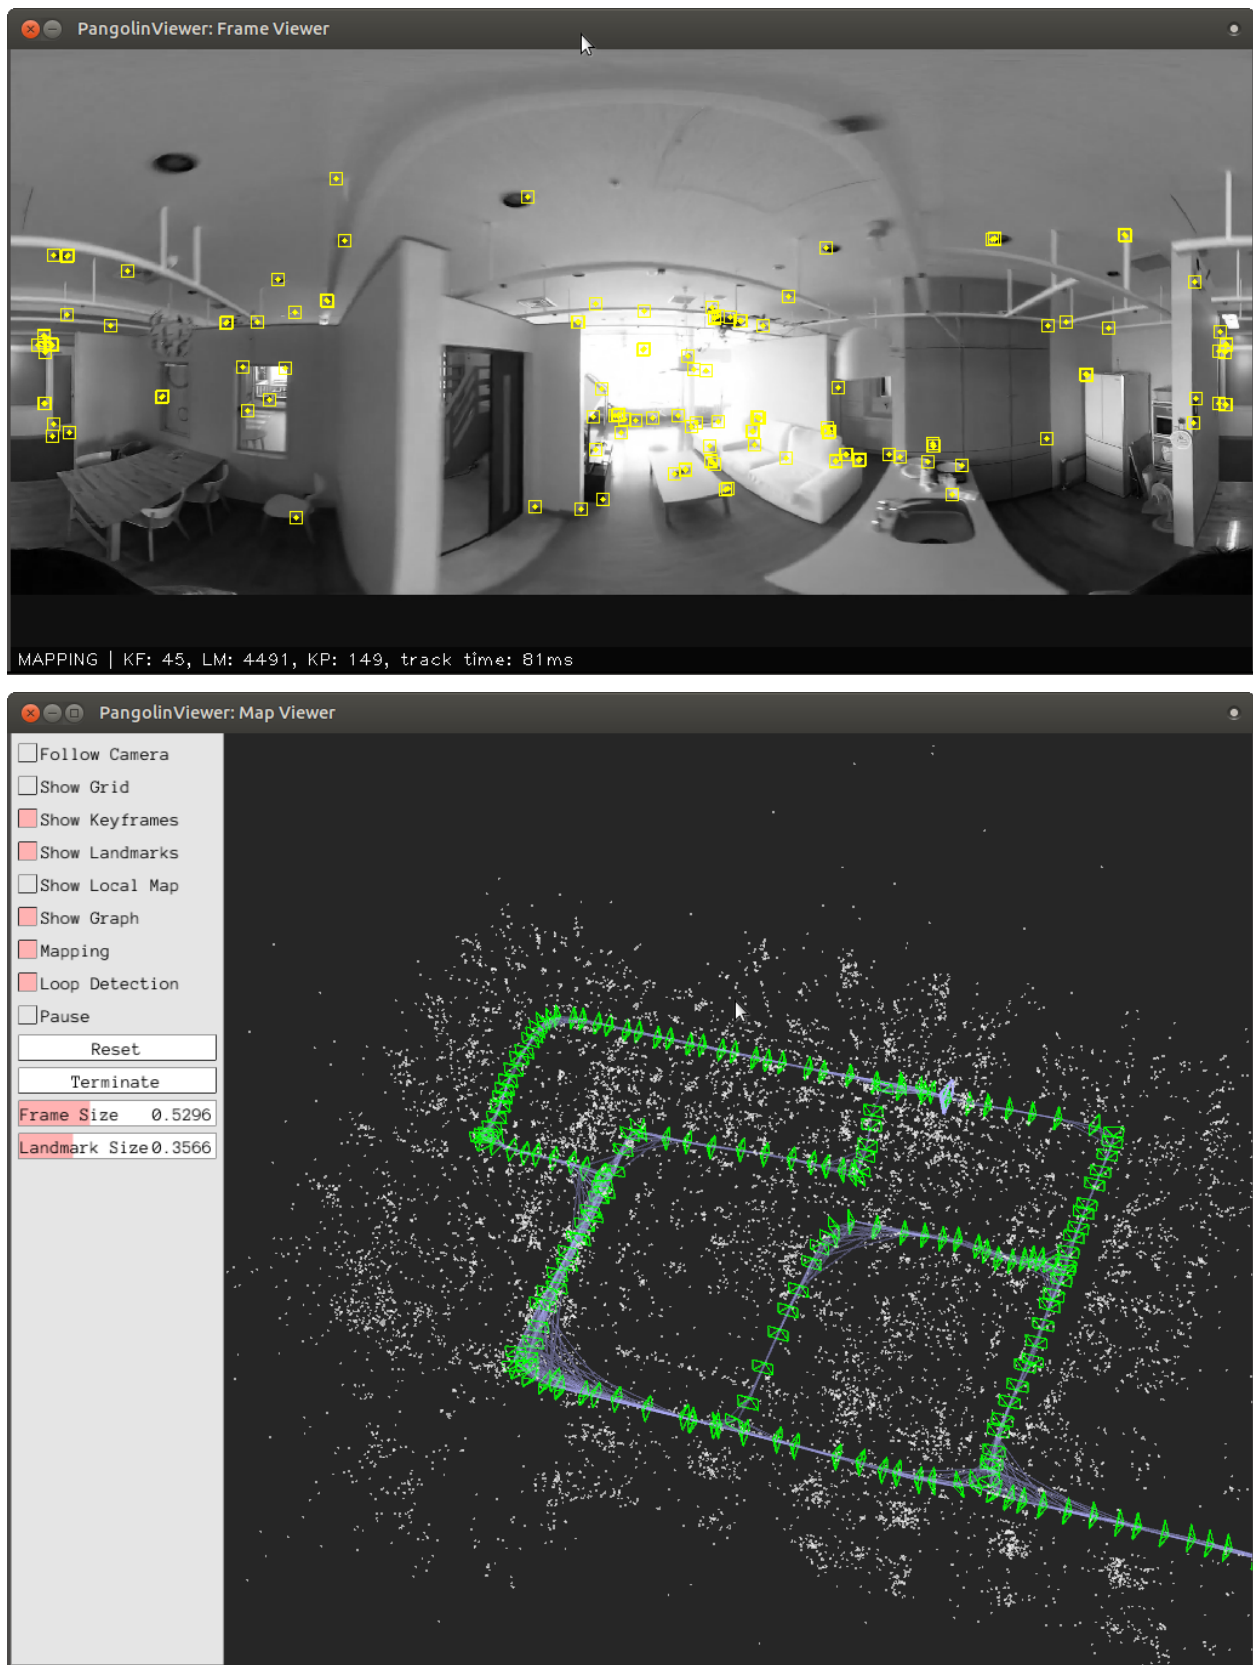 PangolinViewer: Frame Viewer
MAPPING | KF: 45, LM: 4491, KP: 149, track time: 81ms
PangolinViewer: Map Viewer
Follow Camera
Show Grid
Show Keyframes
Show Landmarks
Show Local Map
Show Graph
Mapping
Loop Detection
Pause
Reset
Terminate
Frame Size 0.5296
Landmark Size 0.3566